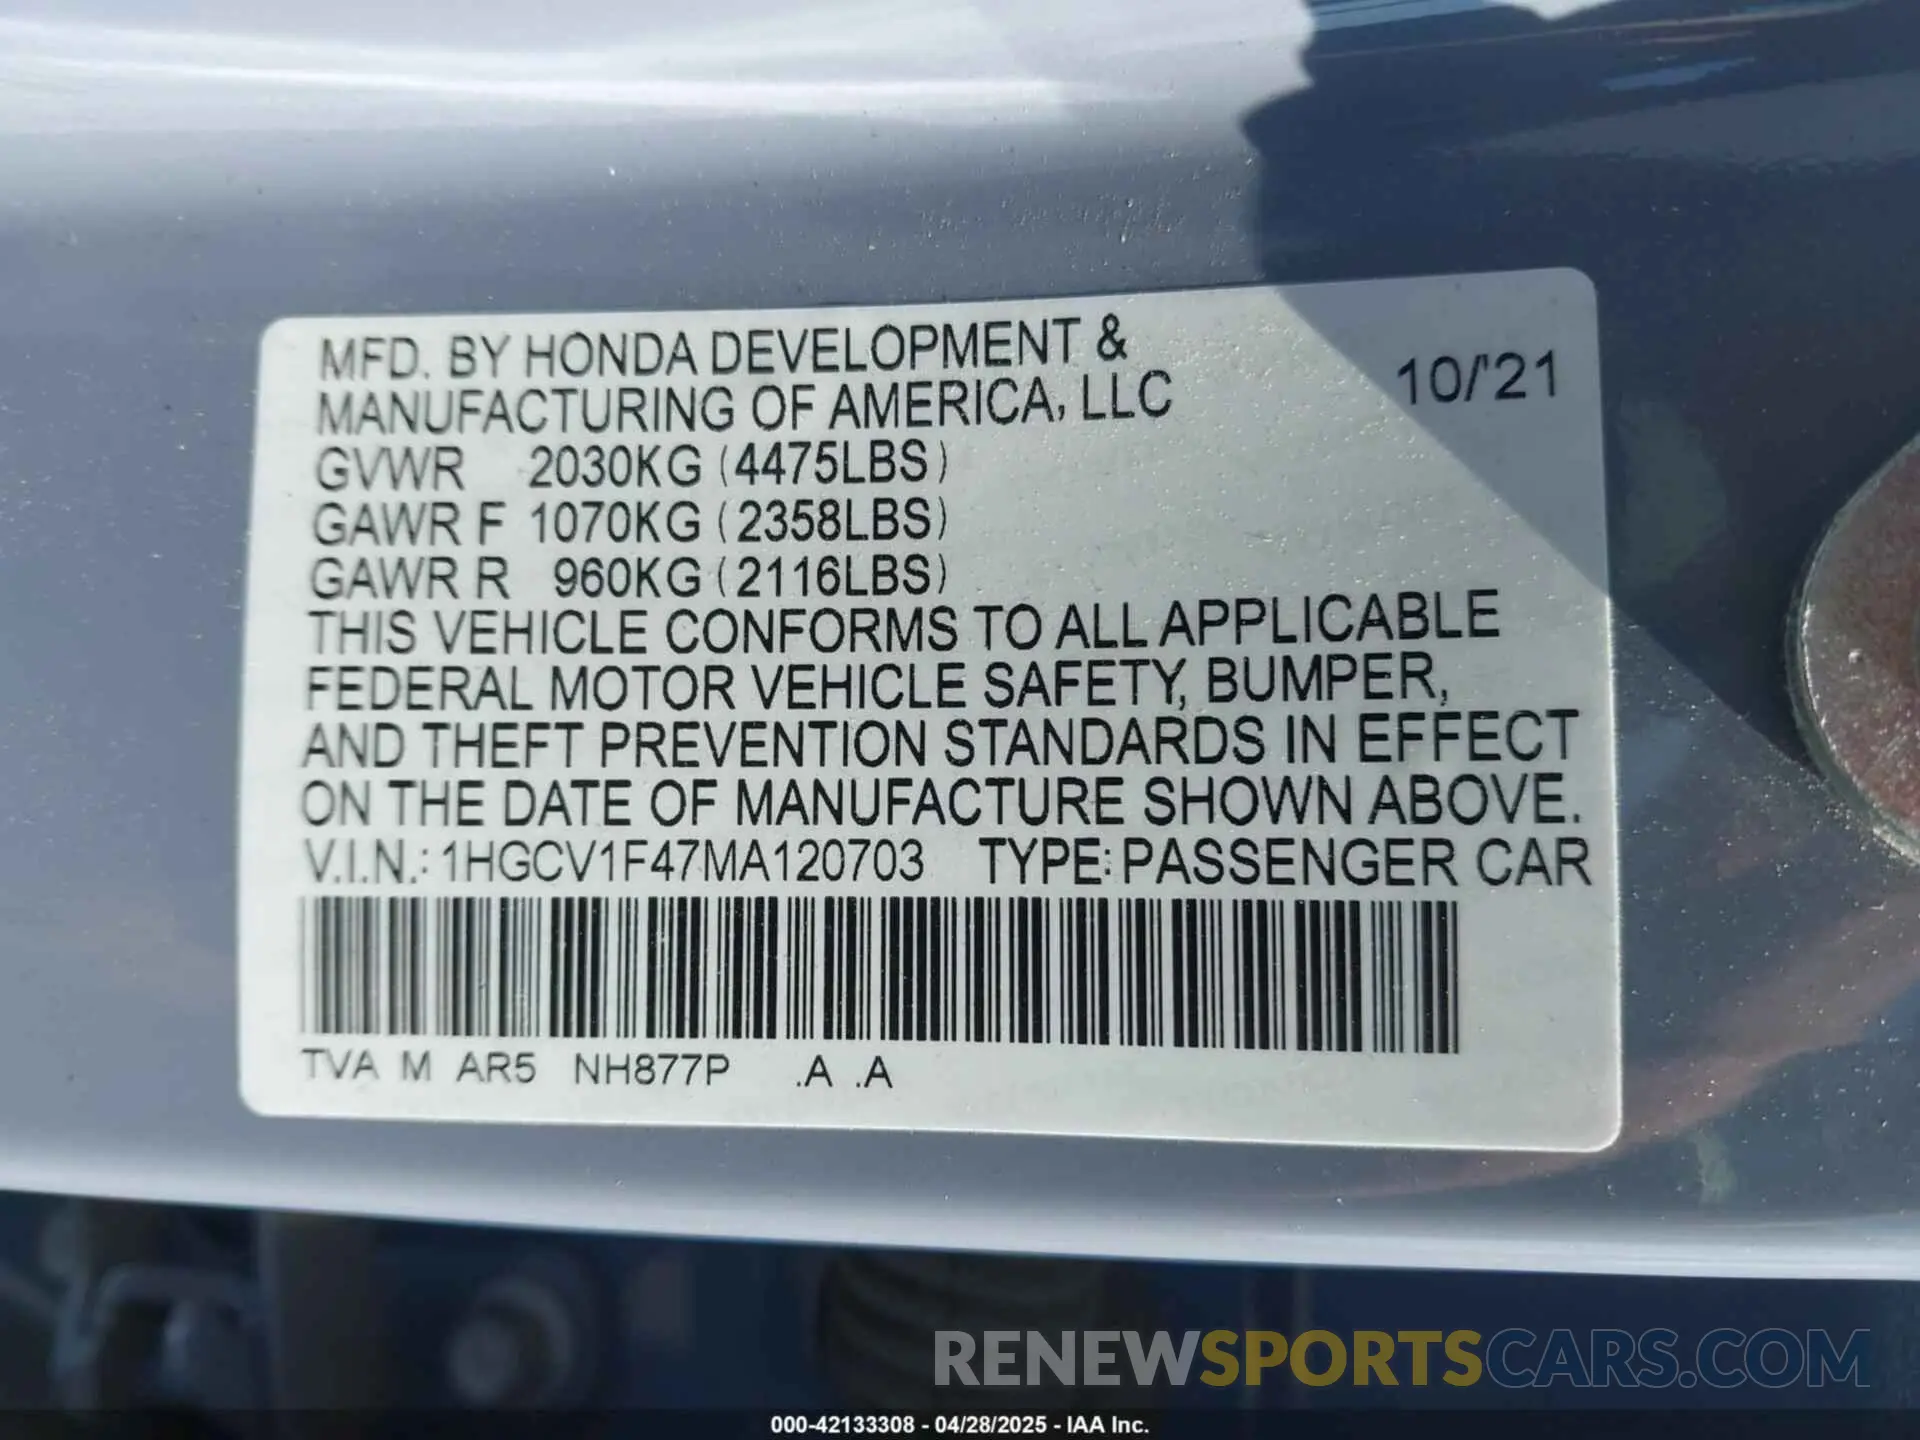 MFD. BY HONDA DEVELOPMENT &
MANUFACTURING OF AMERICA, LLC
10/'21
GVWR 2030KG (4475LBS)
GAWR F 1070KG (2358LBS)
GAWR R 960KG (2116LBS)
THIS VEHICLE CONFORMS TO ALL APPLICABLE
FEDERAL MOTOR VEHICLE SAFETY, BUMPER,
AND THEFT PREVENTION STANDARDS IN EFFECT
ON THE DATE OF MANUFACTURE SHOWN ABOVE.
V.I.N.: 1HGCV1F47MA120703 TYPE: PASSENGER CAR
TVA M AR5 NH877P .A .A
RENEWSPORTSCARS.COM
000-42133308 - 04/28/2025 - IAA Inc.